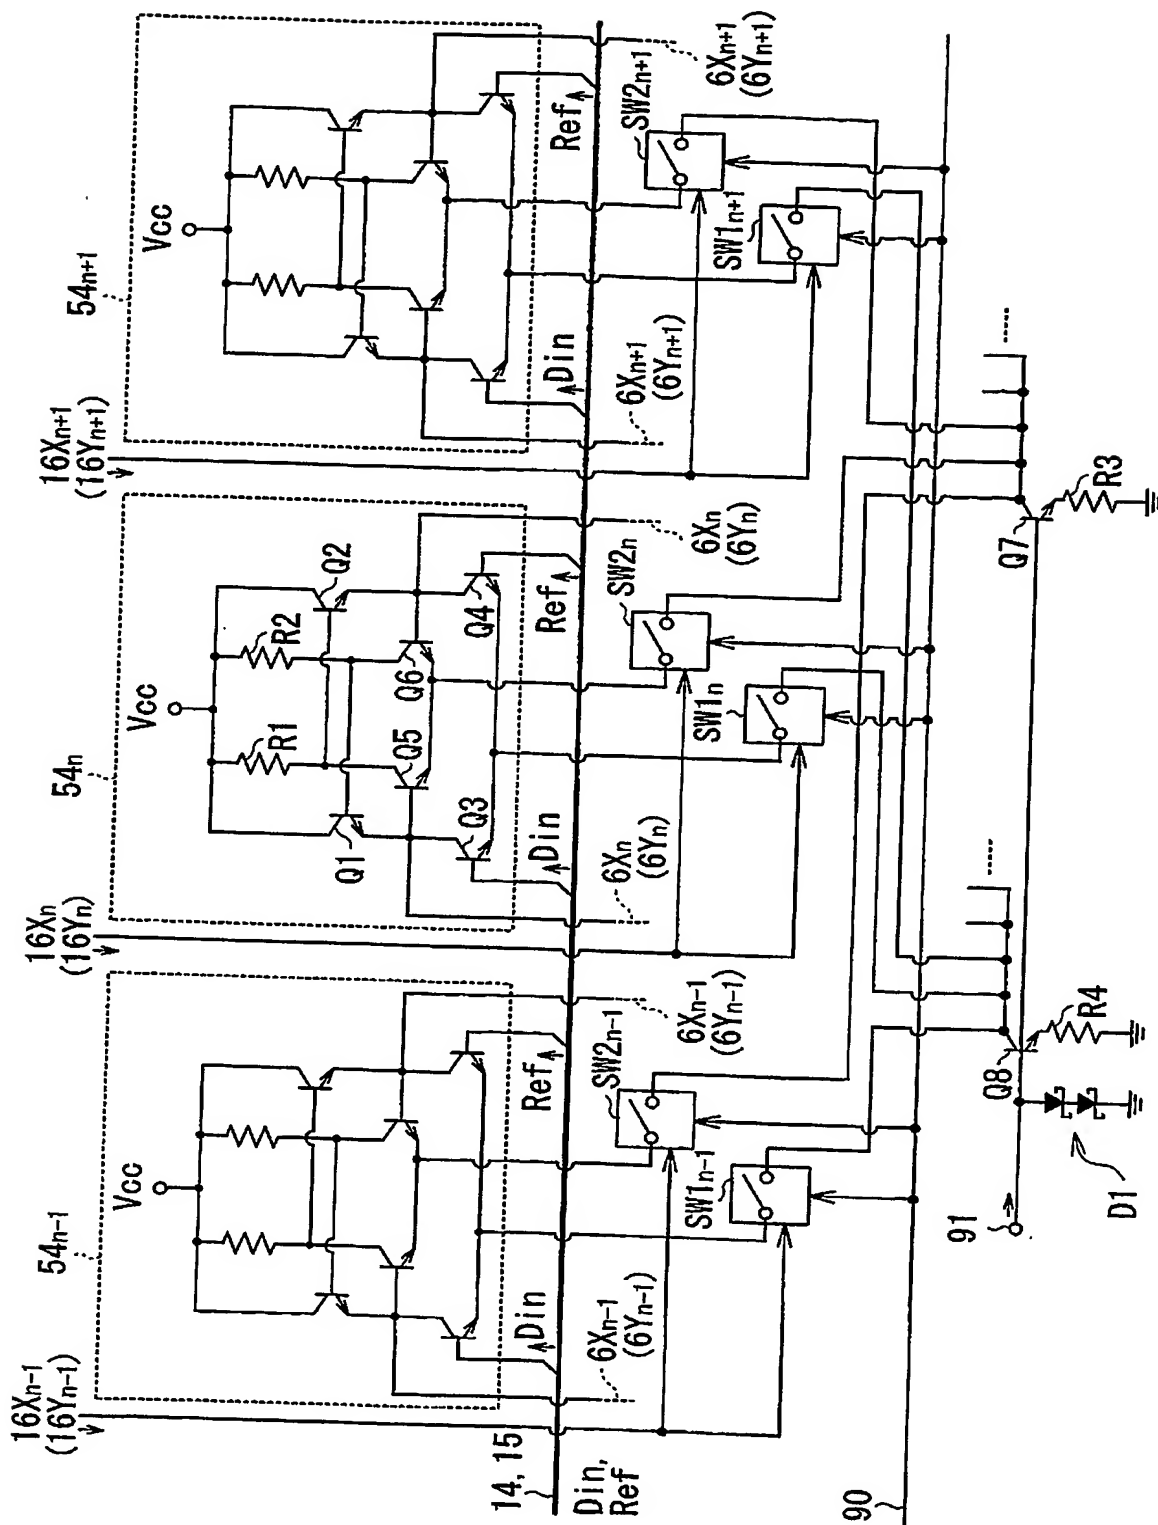 16Xn-1
(16Yn-1)
54n-1
Vcc
16Xn
(16Yn)
54n
Vcc
R1
R2
Q1
Q2
Q5
Q6
Q3
Q4
16Xn+1
(16Yn+1)
54n+1
Vcc
14, 15
Din,
Ref
Din
Ref
6Xn-1
(6Yn-1)
6Xn-1
(6Yn-1)
SW2n-1
SW1n-1
Din
Ref
6Xn
(6Yn)
6Xn
(6Yn)
SW2n
SW1n
Din
Ref
6Xn+1
(6Yn+1)
6Xn+1
(6Yn+1)
SW2n+1
SW1n+1
90
91
D1
Q8
R4
Q7
R3